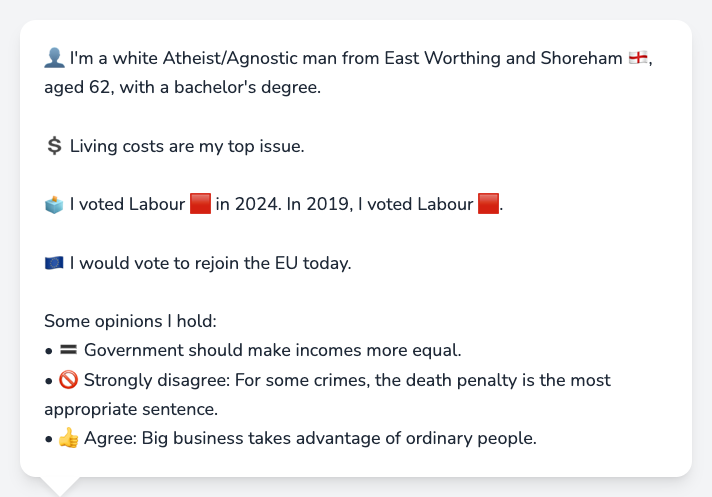 👤 I'm a white Atheist/Agnostic man from East Worthing and Shoreham 🏴󠁧󠁢󠁥󠁮󠁧󠁿,
aged 62, with a bachelor's degree.
💲 Living costs are my top issue.
🗳️ I voted Labour 🟥 in 2024. In 2019, I voted Labour 🟥.
🇪🇺 I would vote to rejoin the EU today.
Some opinions I hold:
• 🟰 Government should make incomes more equal.
• 🚫 Strongly disagree: For some crimes, the death penalty is the most
appropriate sentence.
• 👍 Agree: Big business takes advantage of ordinary people.